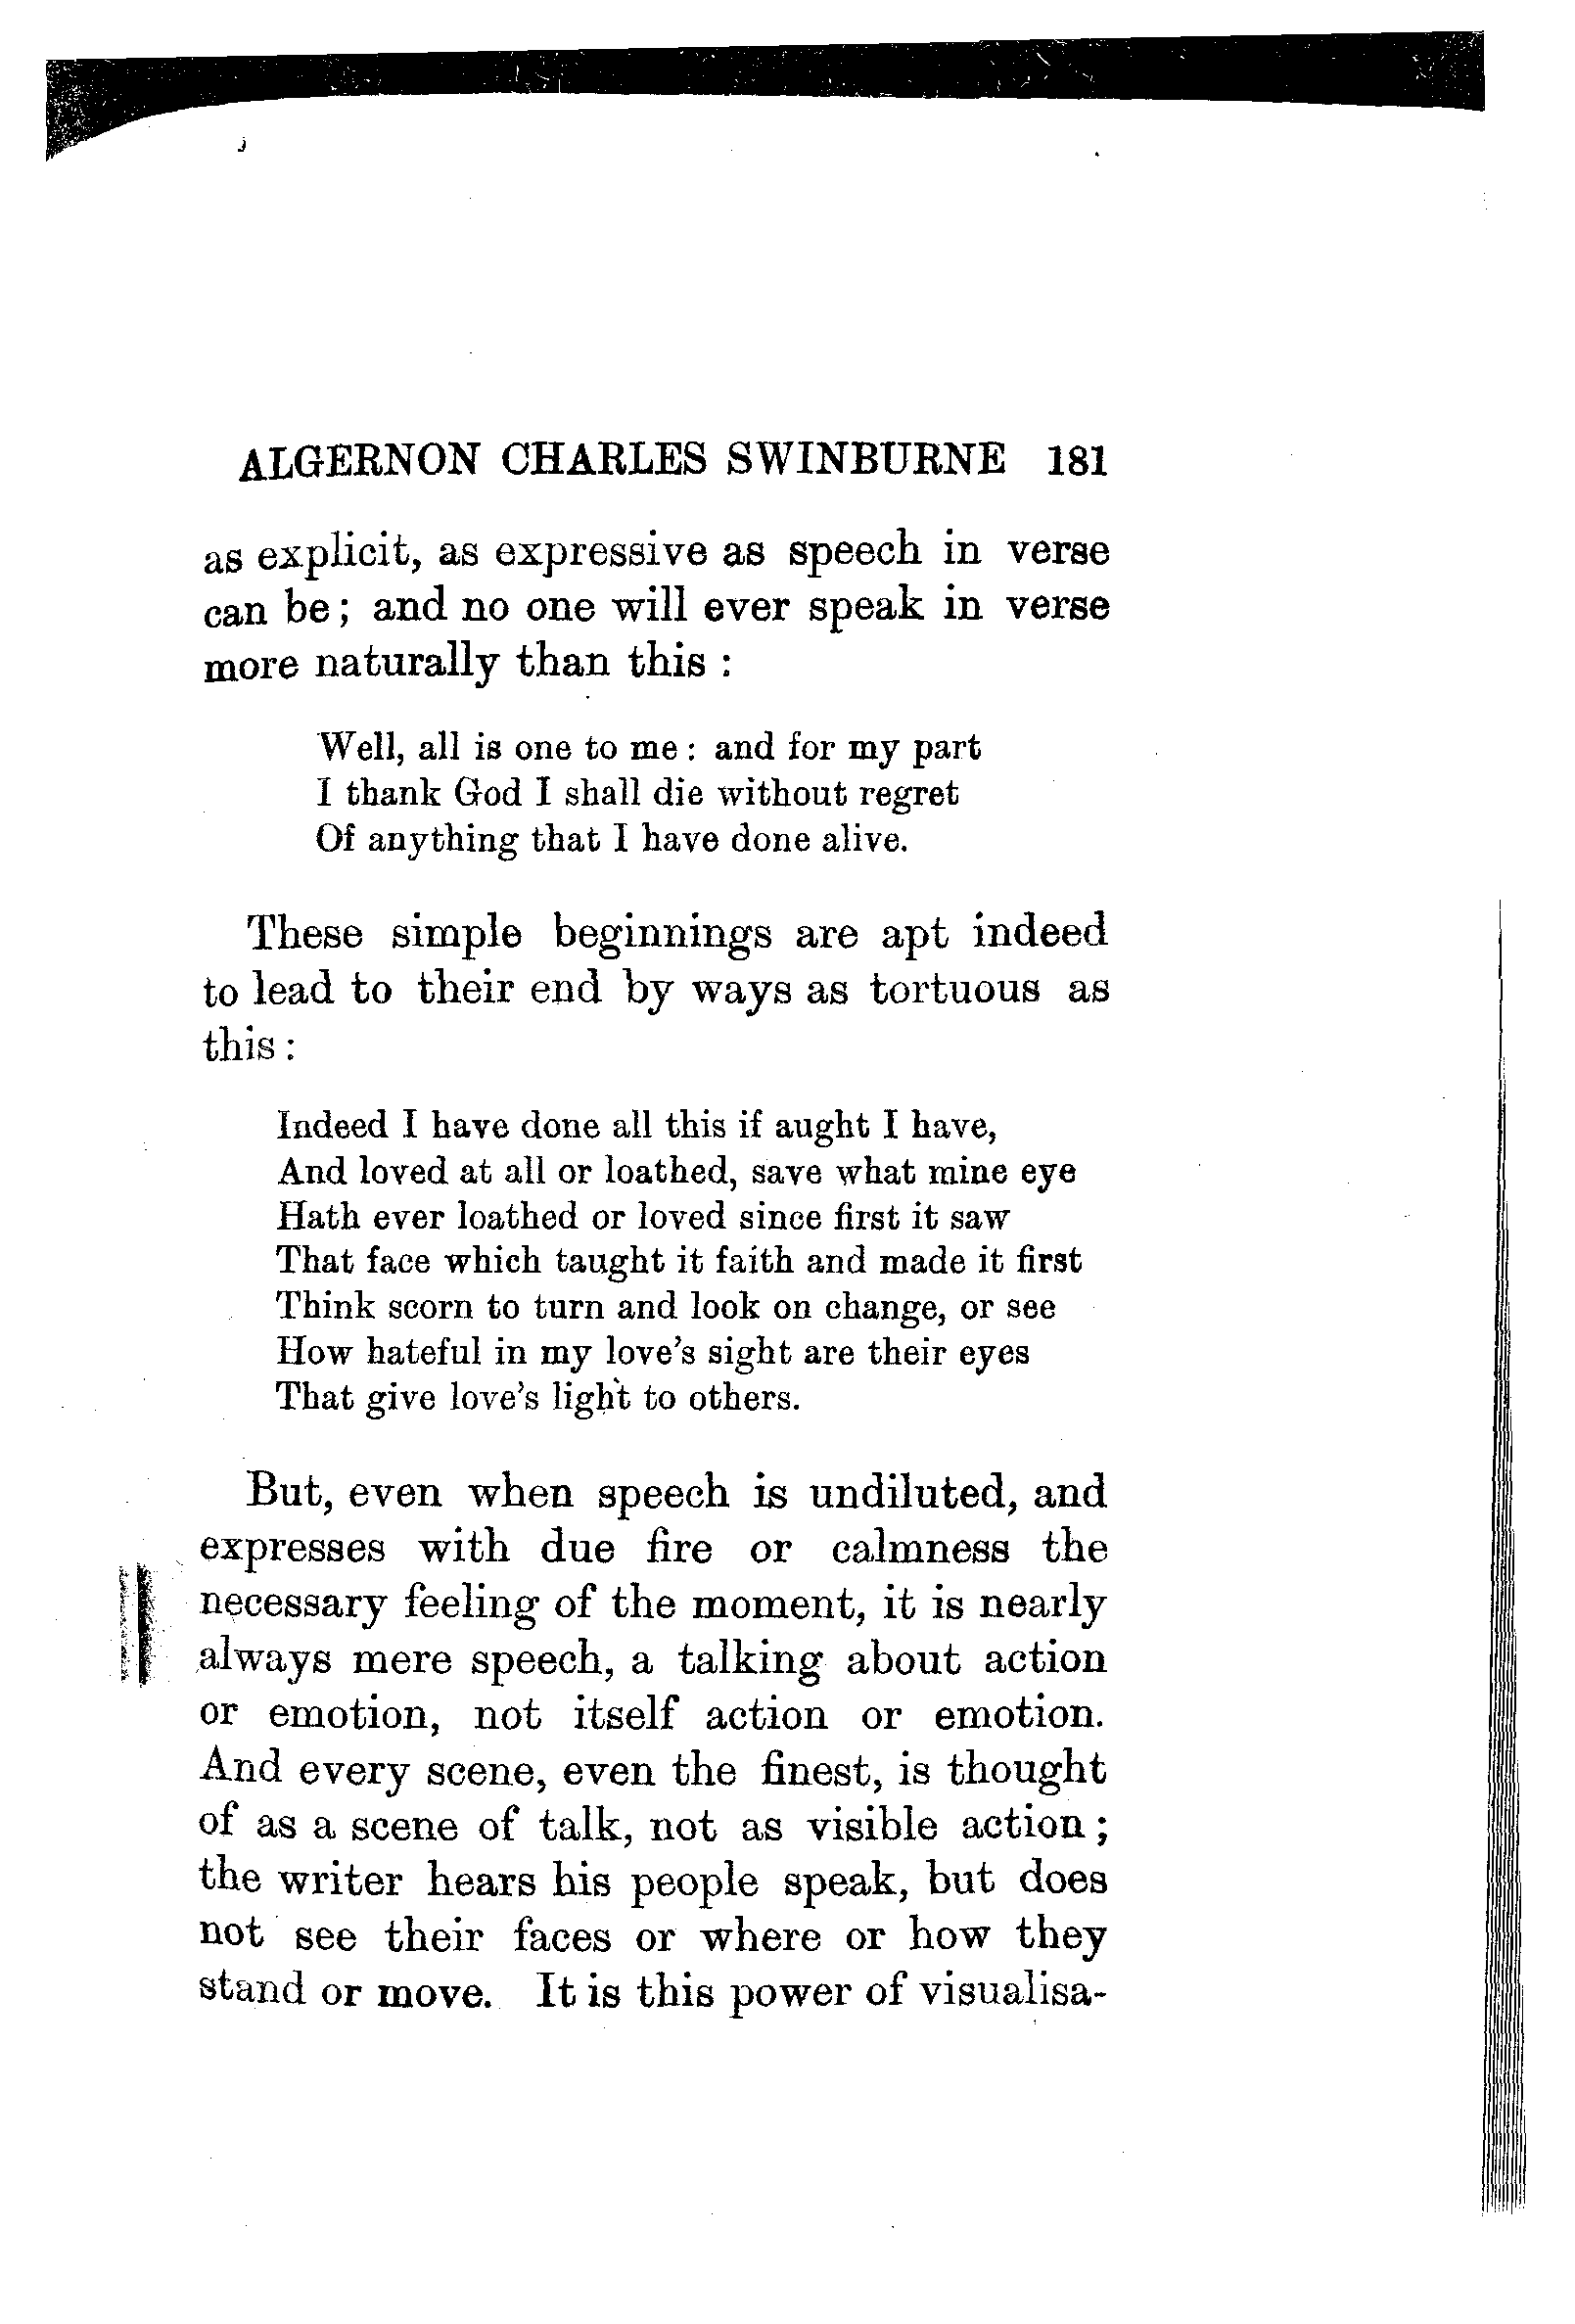 ALGERNON CHARLES SWINBURNE 181
as explicit, as expressive as speech in verse
can be; and no one will ever speak in verse
more naturally than this :
Well, all is one to me : and for my part
I thank God I shall die without regret
Of anything that I have done alive.
These simple beginnings are apt indeed
to lead to their end by ways as tortuous as
this :
Indeed I have done all this if aught I have,
And loved at all or loathed, save what mine eye
Hath ever loathed or loved since first it saw
That face which taught it faith and made it first
Think scorn to turn and look on change, or see
How hateful in my love's sight are their eyes
That give love's light to others.
But, even when speech is undiluted, and
expresses with due fire or calmness the
necessary feeling of the moment, it is nearly
always mere speech, a talking about action
or emotion, not itself action or emotion.
And every scene, even the finest, is thought
of as a scene of talk, not as visible action ;
the writer hears his people speak, but does
not see their faces or where or how they
stand or move. It is this power of visualisa-